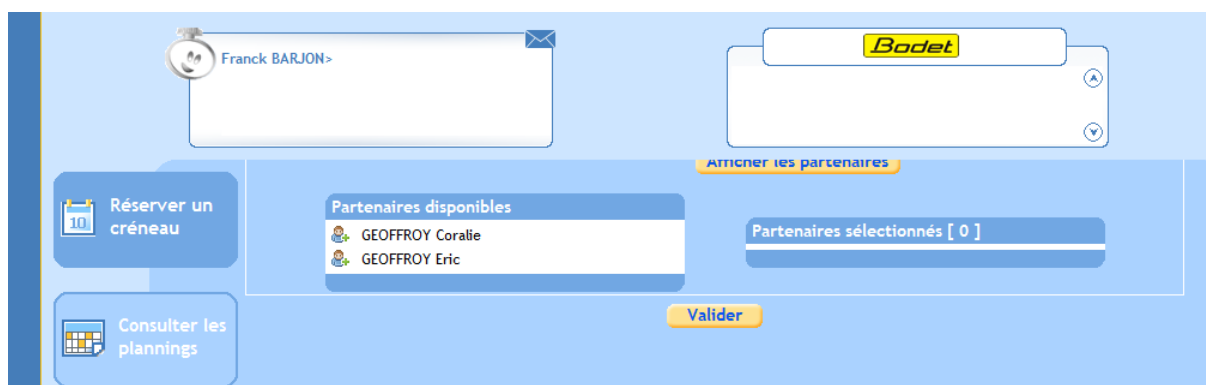 Franck BARJON>
Bodet
Afficher les partenaires
Réserver un
créneau
10
Partenaires disponibles
GEOFFROY Coralie
GEOFFROY Eric
Partenaires sélectionnés [ 0 ]
Valider
Consulter les
plannings